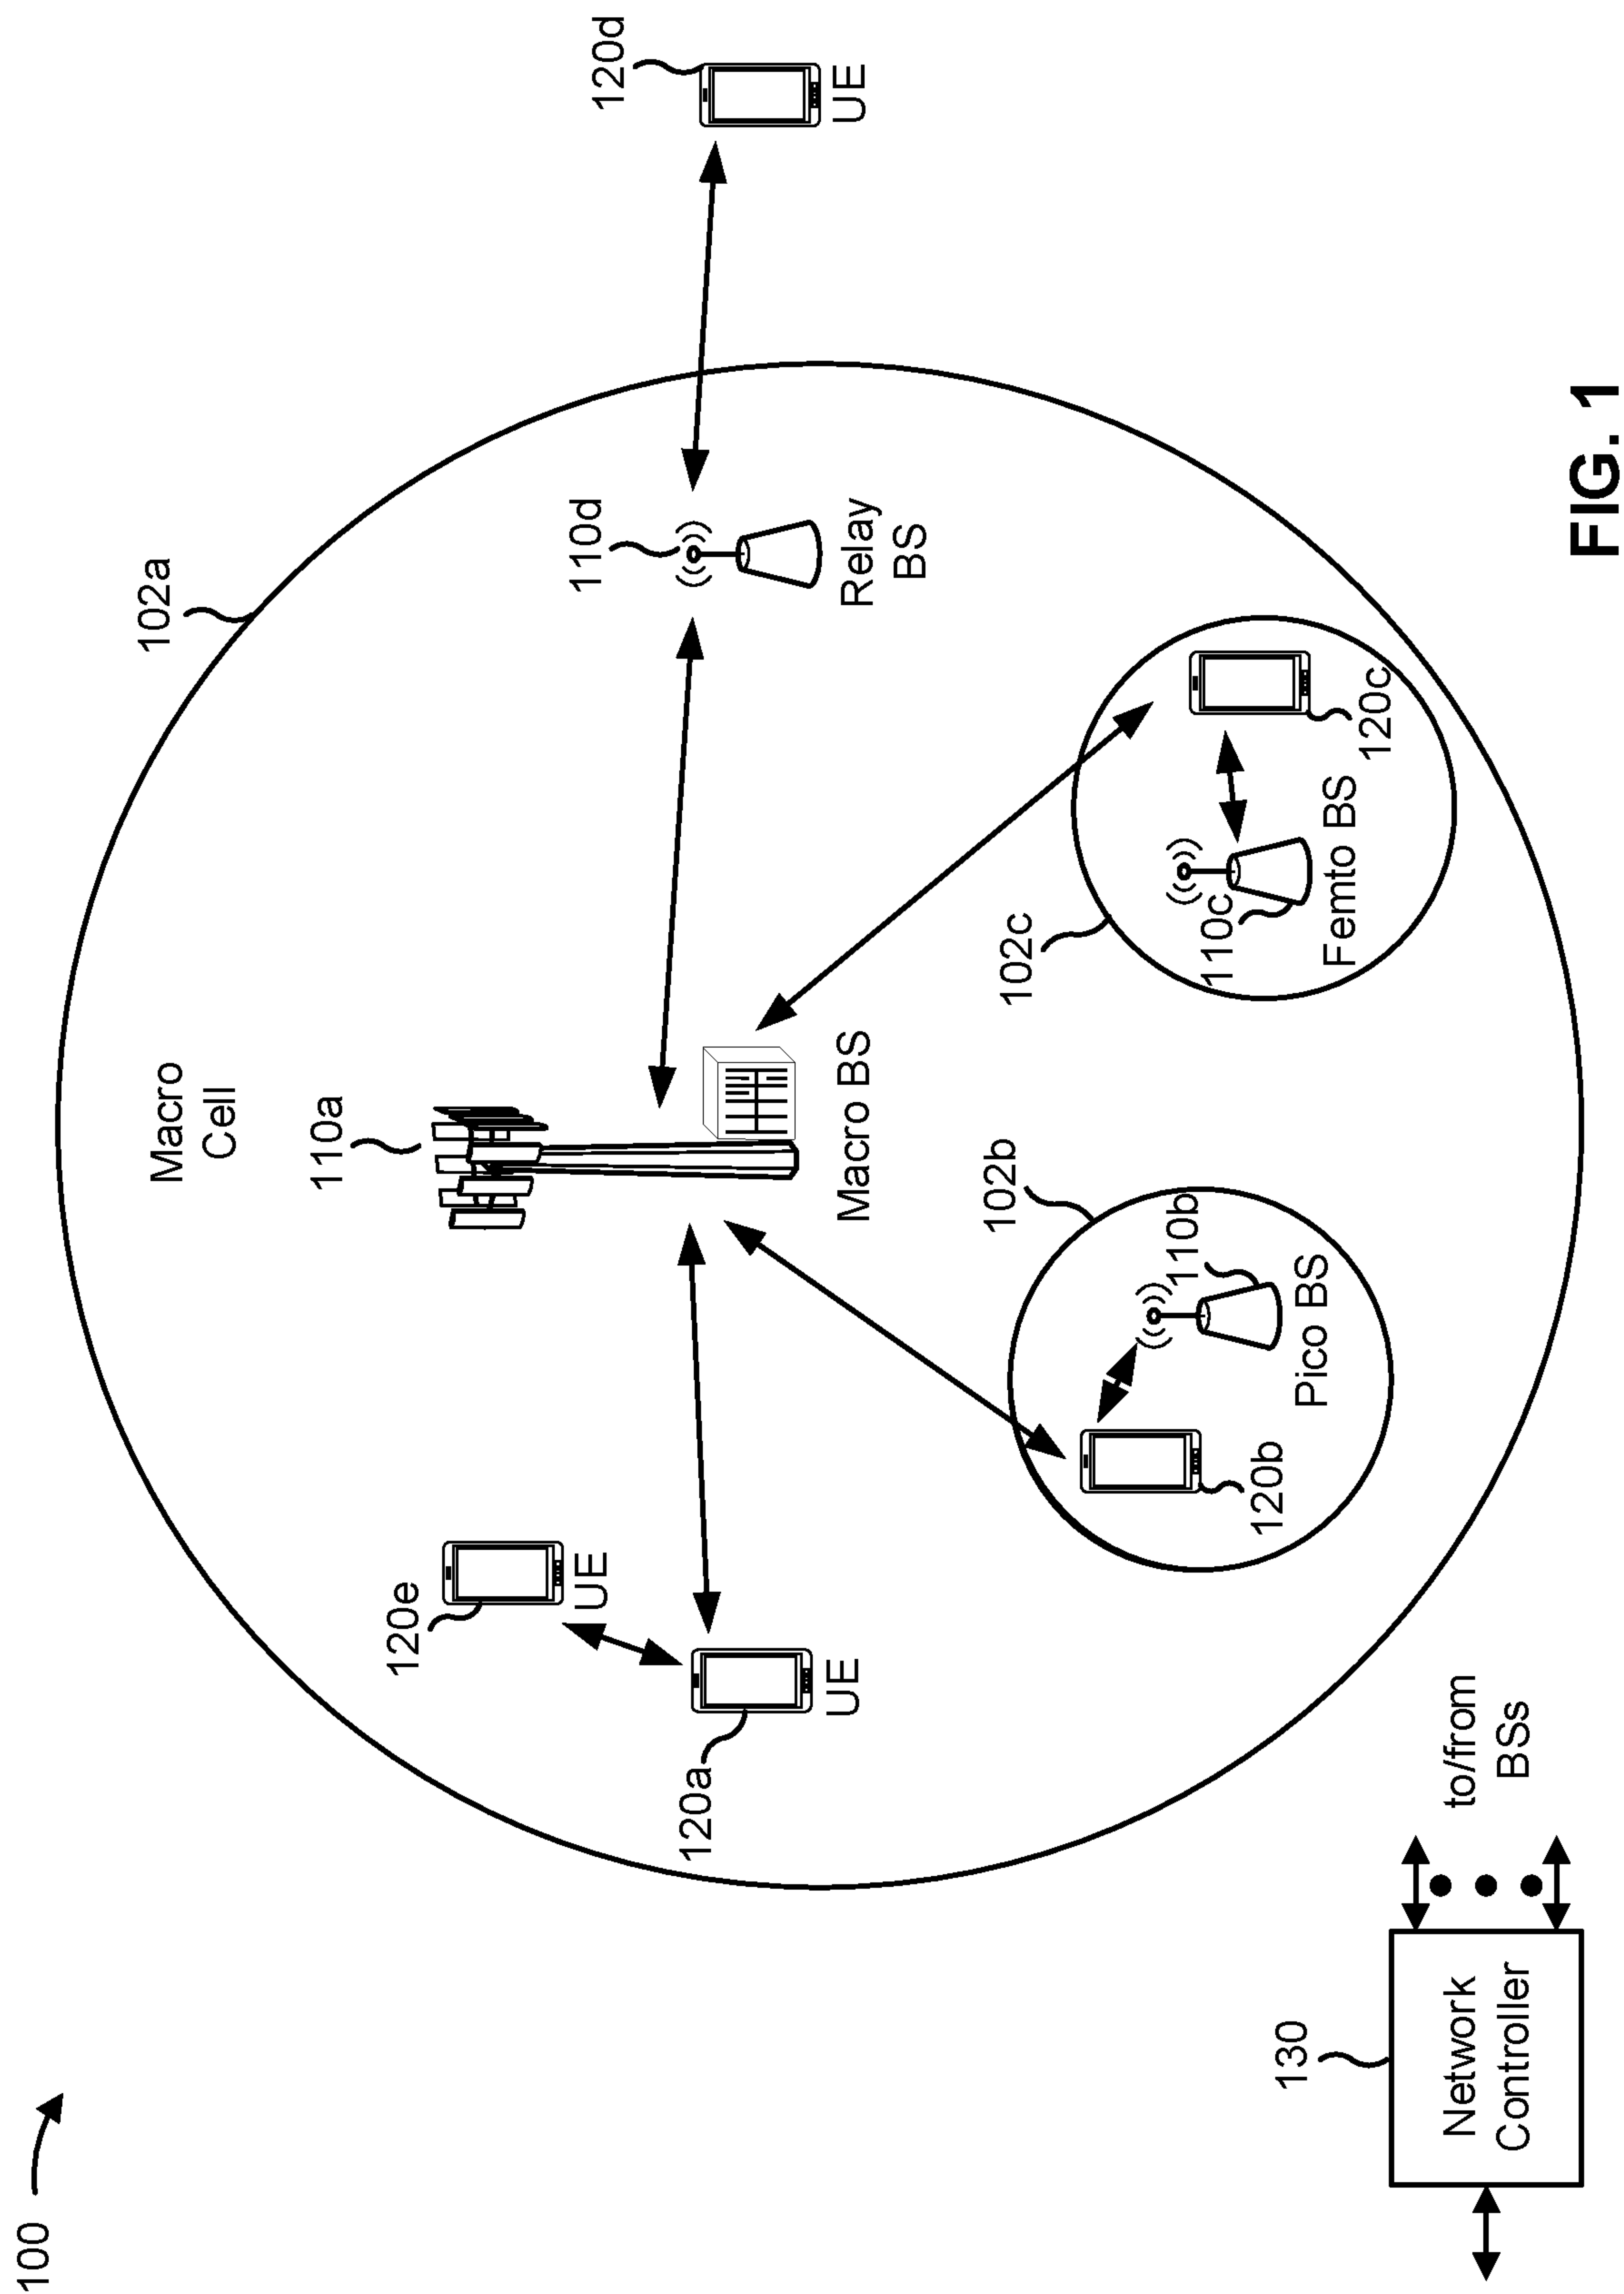 100
102a
Macro
Cell
110a
110d
120d
UE
Relay
BS
120e
UE
120a
UE
Macro BS
102b
102c
110b
Pico BS
120b
110c
Femto BS
120c
130
Network
Controller
to/from
BSs
FIG. 1